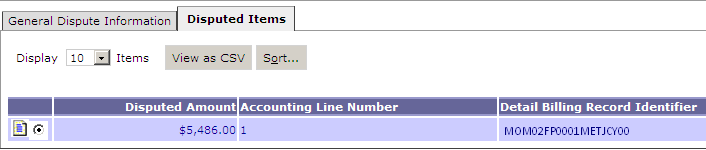 General Dispute Information Disputed Items
Display 10 Items View as CSV Sort...
Disputed Amount Accounting Line Number Detail Billing Record Identifier
$5,486.00 1 MOM02FP0001METJCY00